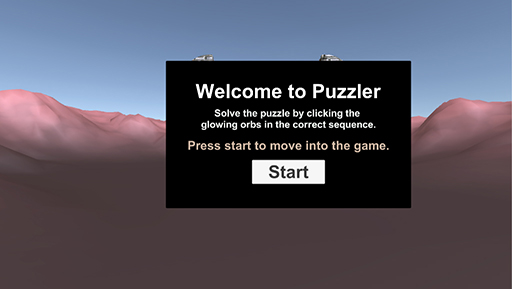 Welcome to Puzzler
Solve the puzzle by clicking the
glowing orbs in the correct sequence.
Press start to move into the game.
Start